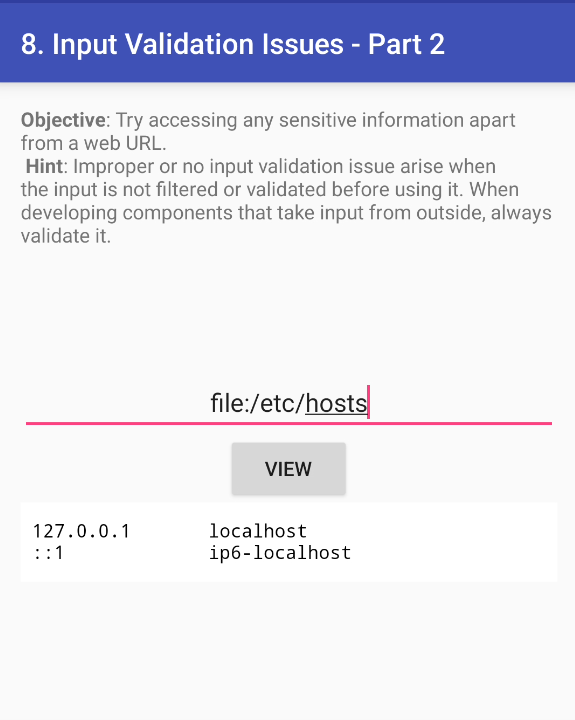 8. Input Validation Issues - Part 2
Objective: Try accessing any sensitive information apart
from a web URL.
Hint: Improper or no input validation issue arise when
the input is not filtered or validated before using it. When
developing components that take input from outside, always
validate it.
file:/etc/hosts
VIEW
127.0.0.1 localhost
::1 ip6-localhost